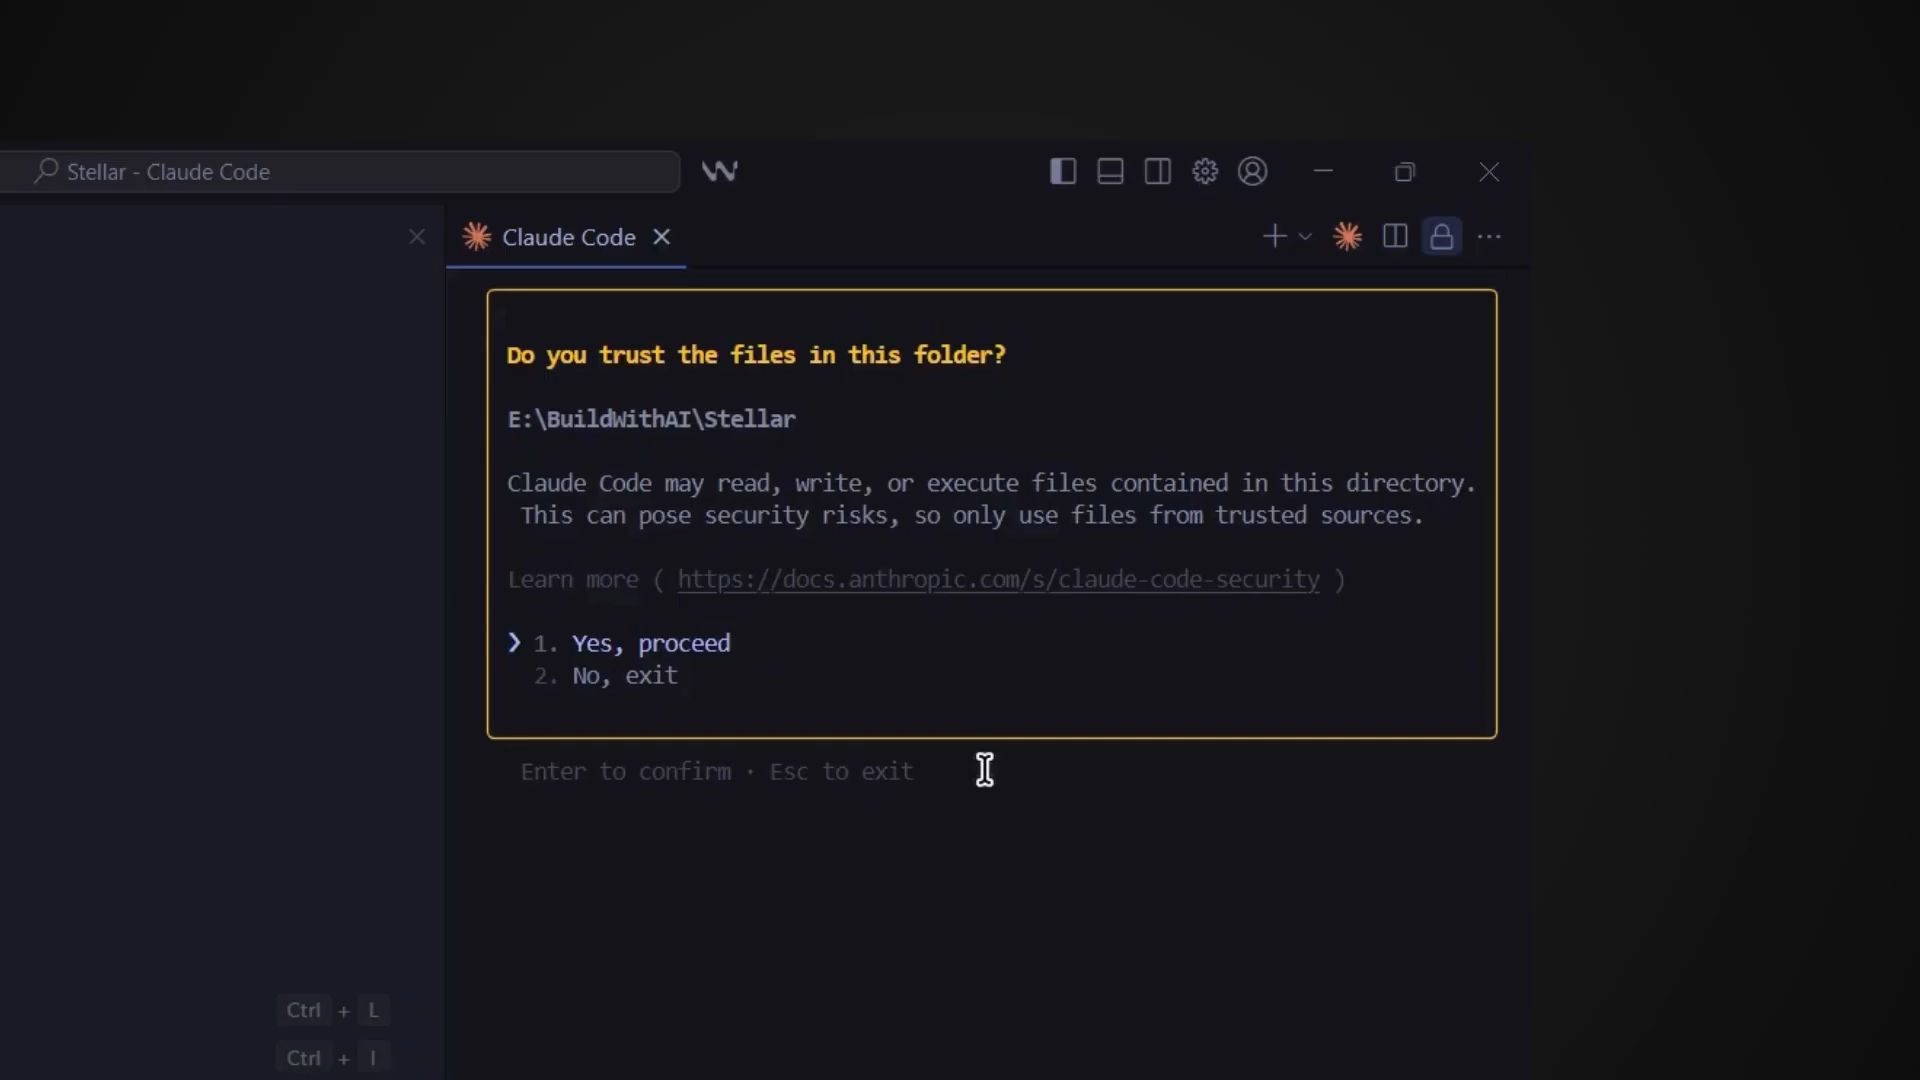 Stellar - Claude Code
Claude Code
Do you trust the files in this folder?
E:\BuildWithAI\Stellar
Claude Code may read, write, or execute files contained in this directory.
This can pose security risks, so only use files from trusted sources.
Learn more ( https://docs.anthropic.com/s/claude-code-security )
❯ 1. Yes, proceed
2. No, exit
Enter to confirm · Esc to exit
Ctrl + L
Ctrl + I